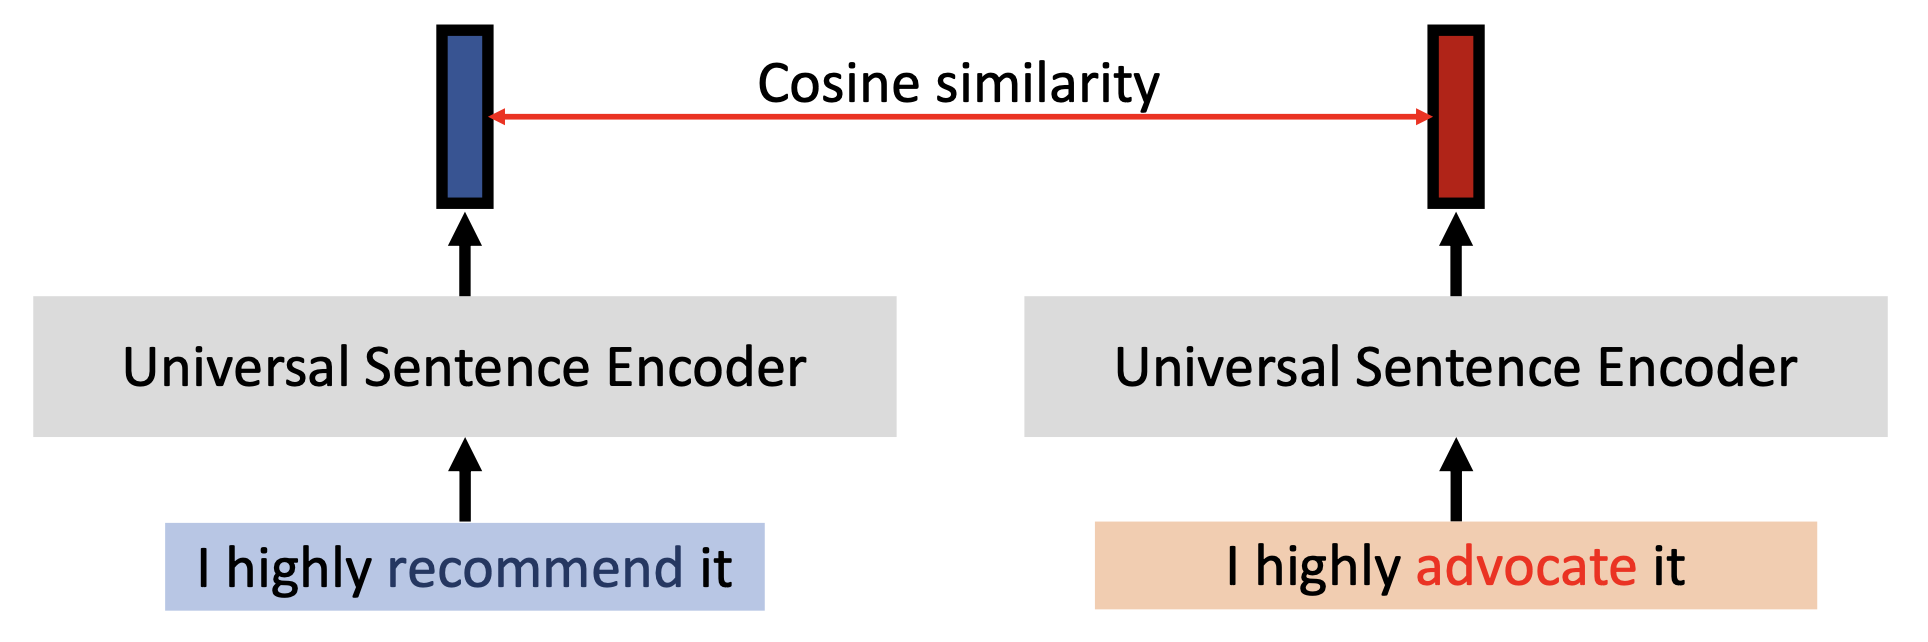 Cosine similarity
Universal Sentence Encoder
Universal Sentence Encoder
I highly recommend it
I highly advocate it